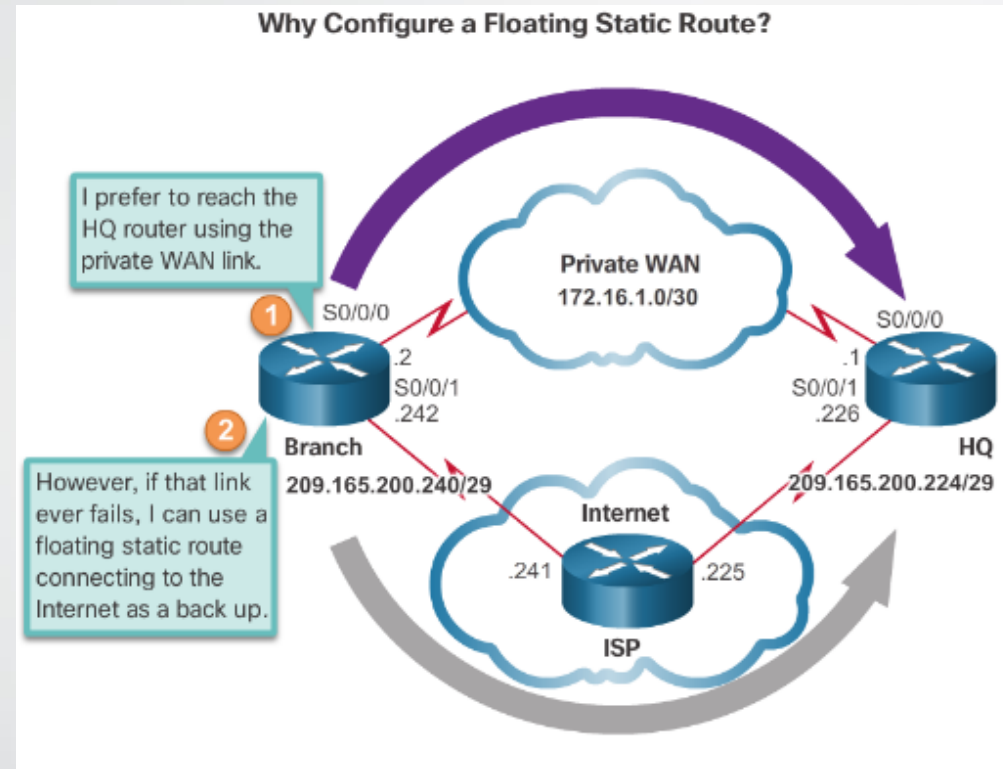 Why Configure a Floating Static Route?
I prefer to reach the
HQ router using the
private WAN link.
1
S0/0/0
Private WAN
172.16.1.0/30
S0/0/0
.2
.1
S0/0/1
.242
S0/0/1
.226
2
Branch
HQ
However, if that link
ever fails, I can use a
floating static route
connecting to the
Internet as a back up.
209.165.200.240/29
209.165.200.224/29
Internet
.241
.225
ISP